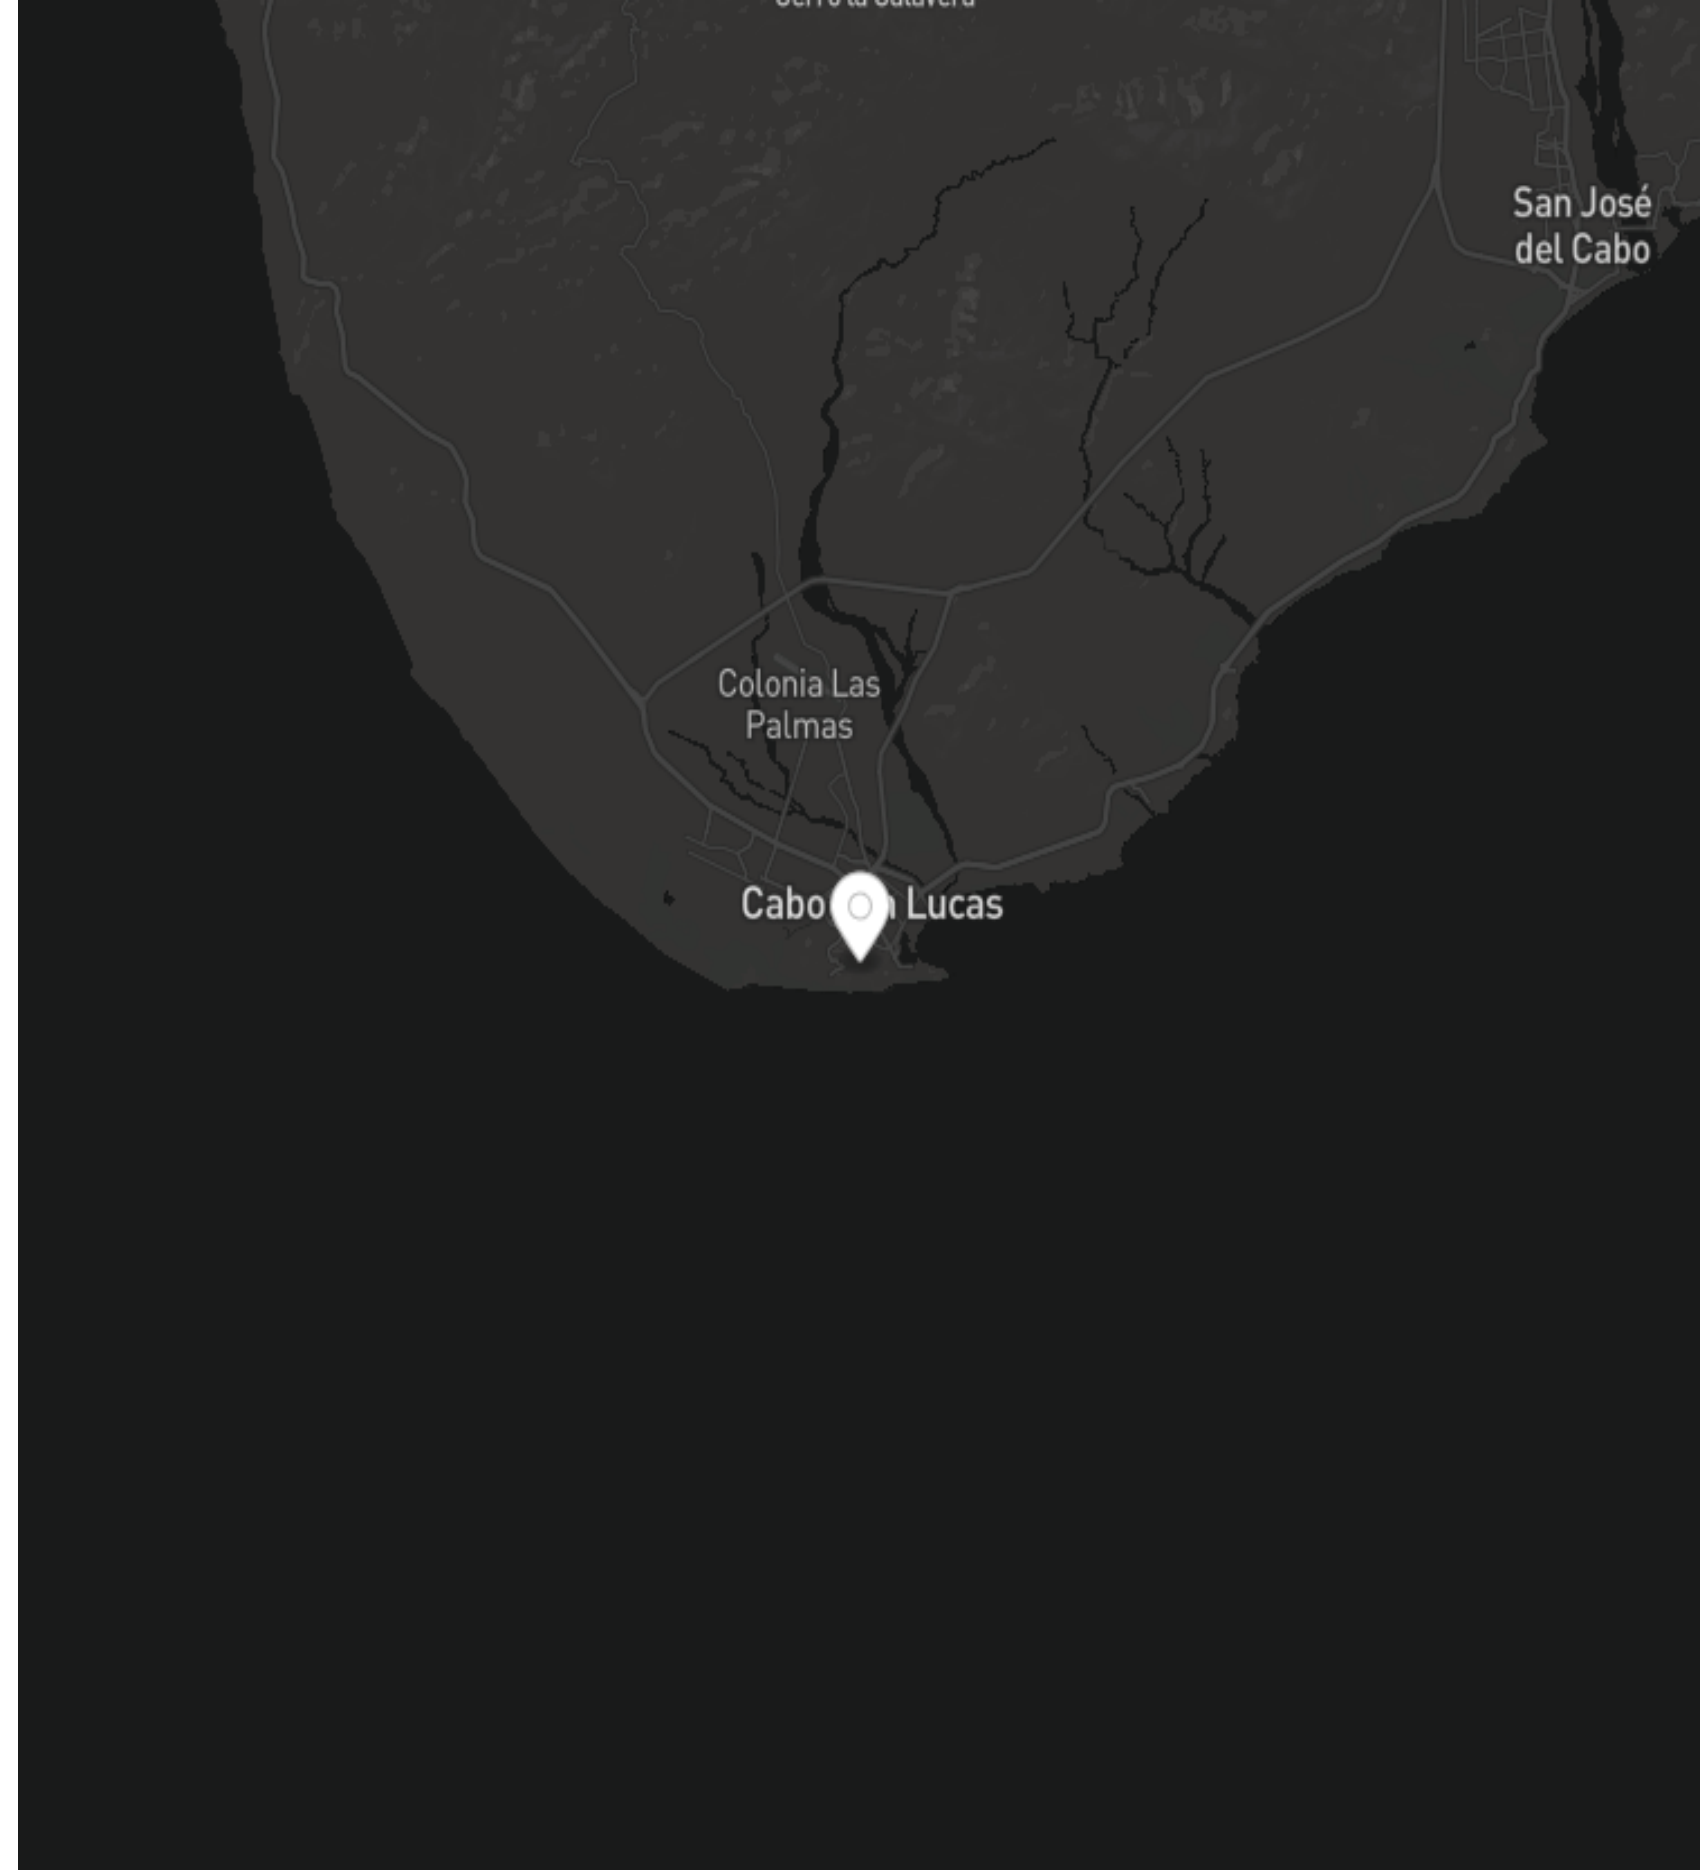 San José
del Cabo
Colonia Las
Palmas
Cabo Lucas